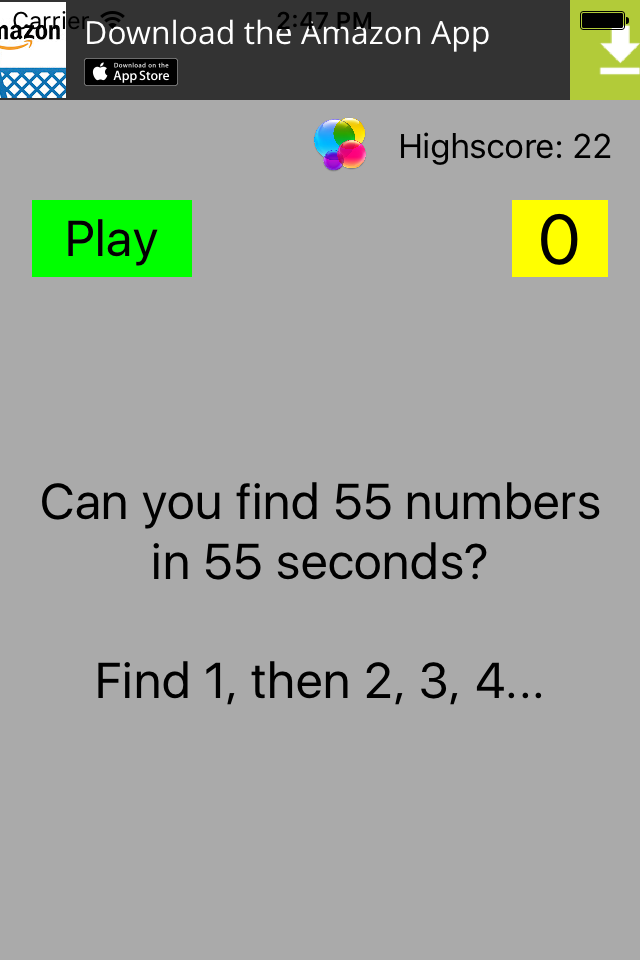 Carrier 2:47 PM
mazon
Download the Amazon App
Download on the
App Store
Highscore: 22
Play
0
Can you find 55 numbers
in 55 seconds?
Find 1, then 2, 3, 4...